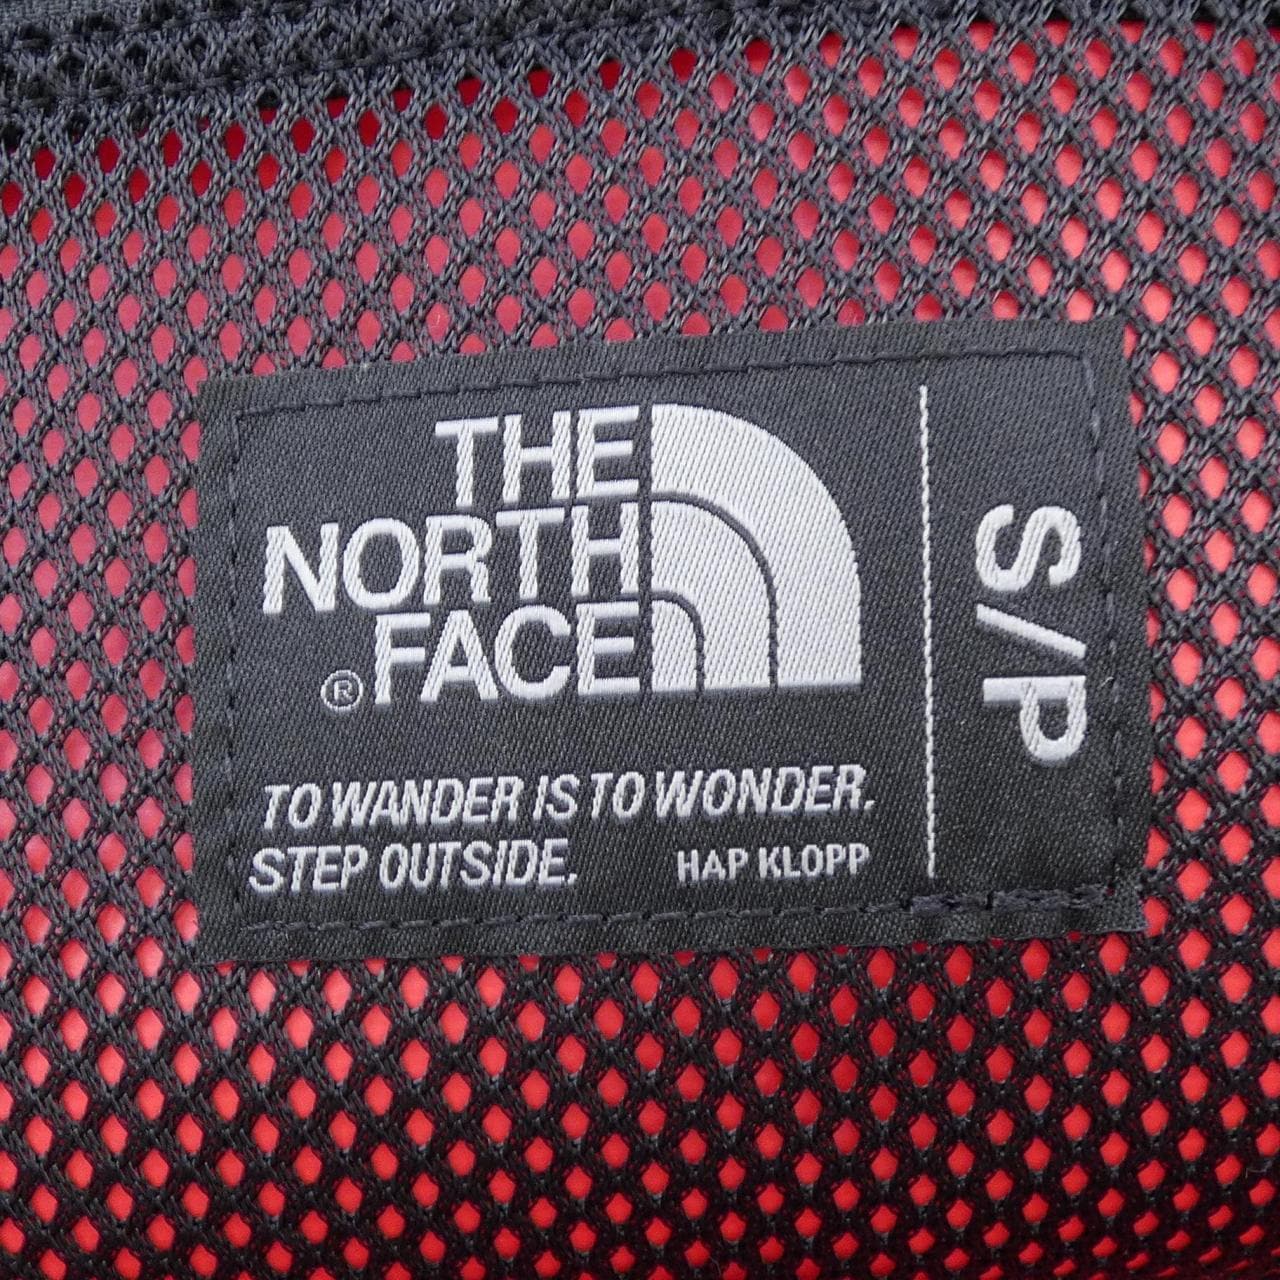 THE
NORTH
® FACE
TO WANDER IS TO WONDER.
STEP OUTSIDE. HAP KLOPP
S/P